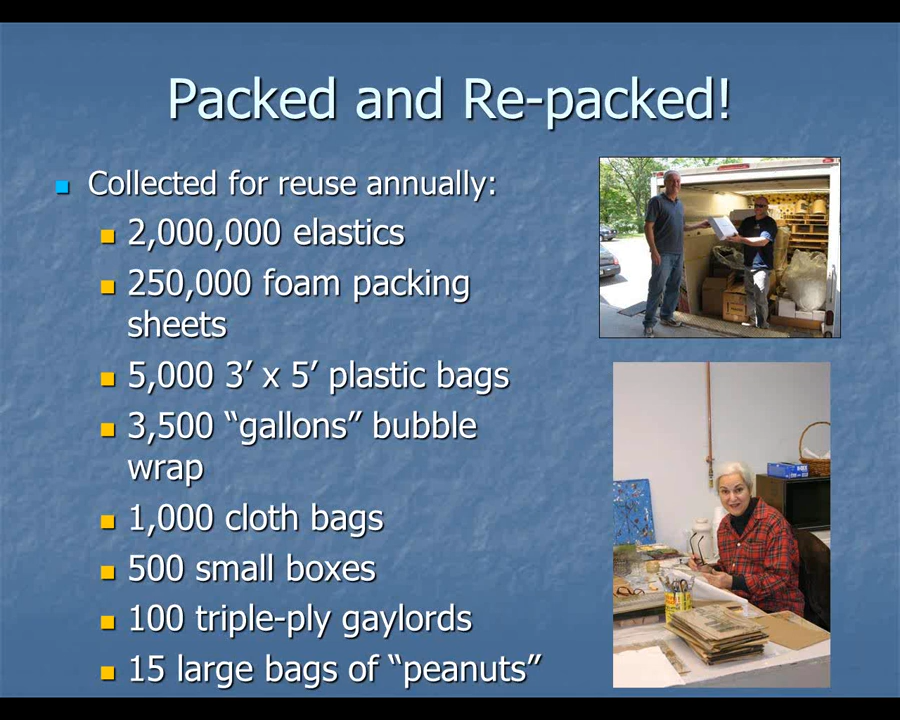 Packed and Re-packed!
Collected for reuse annually:
2,000,000 elastics
250,000 foam packing
sheets
5,000 3’ x 5’ plastic bags
3,500 “gallons” bubble
wrap
1,000 cloth bags
500 small boxes
100 triple-ply gaylords
15 large bags of “peanuts”